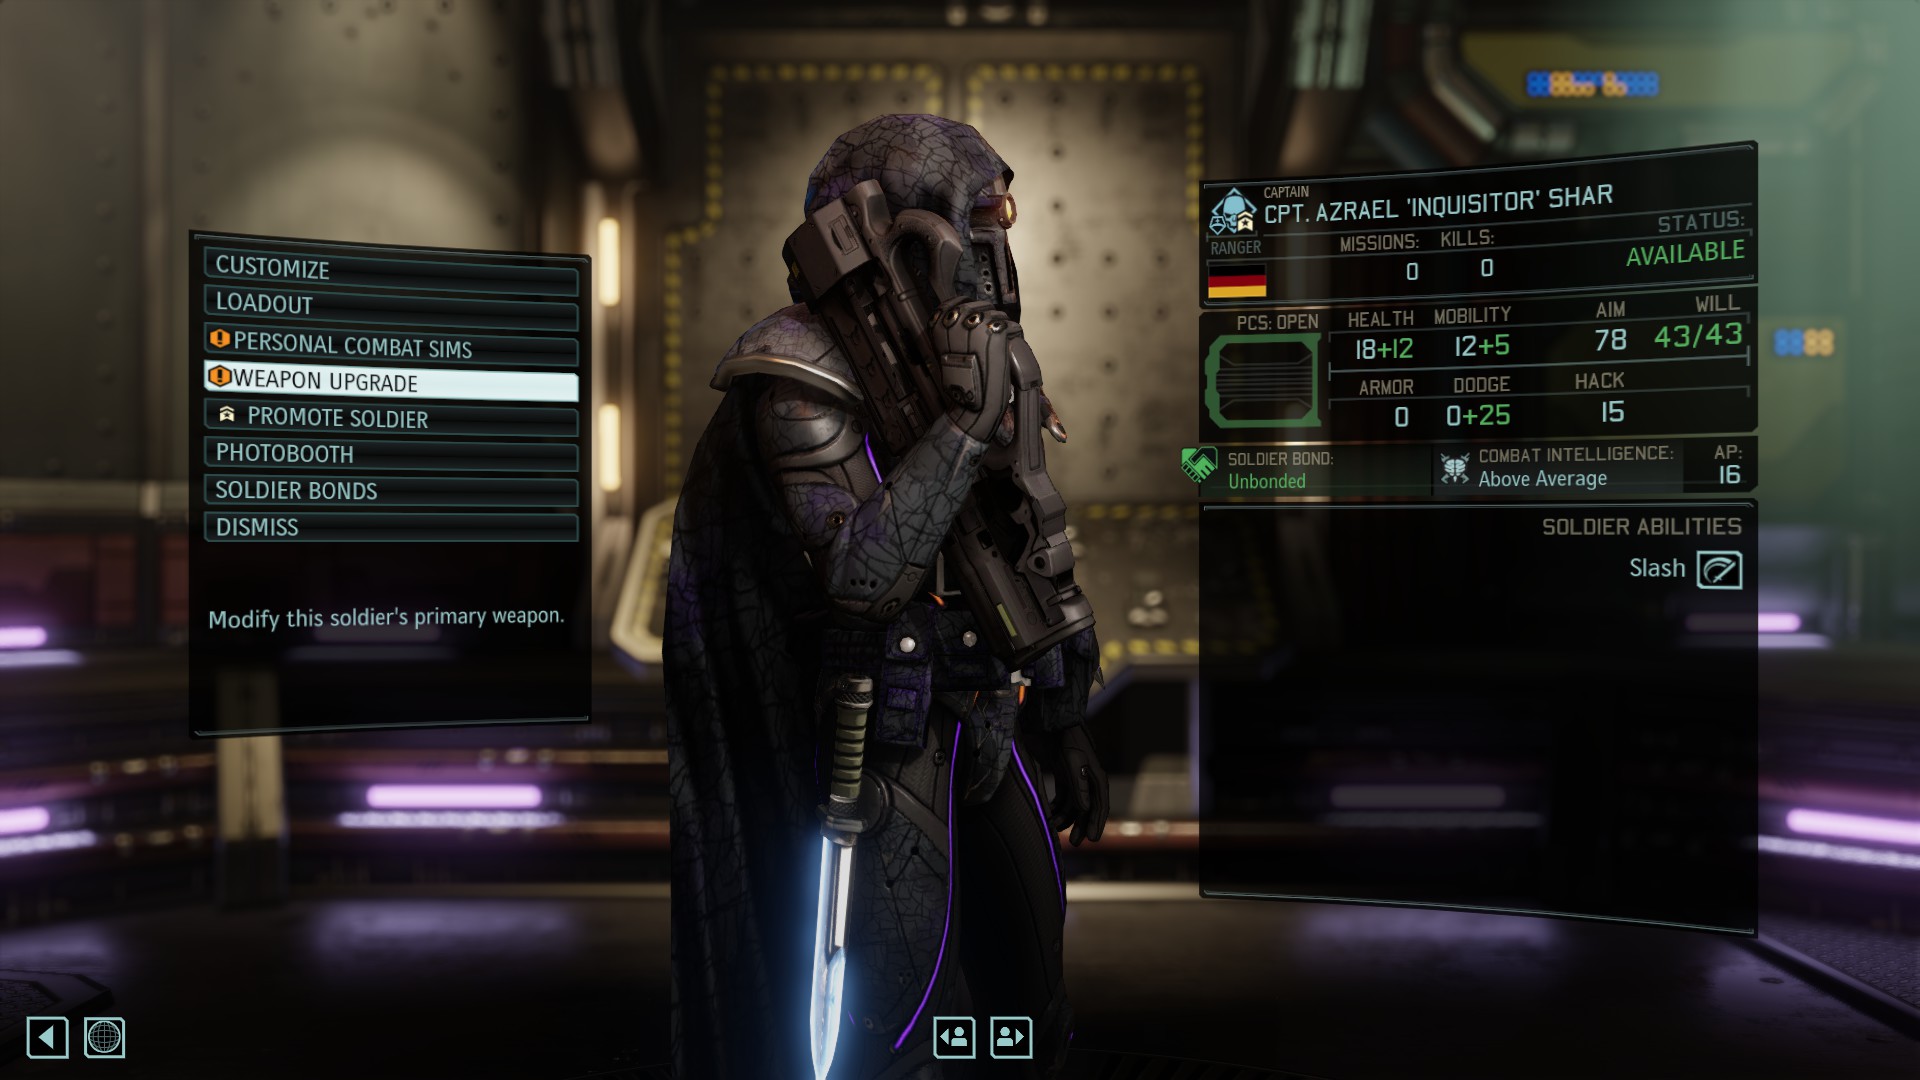 CUSTOMIZE
LOADOUT
PERSONAL COMBAT SIMS
WEAPON UPGRADE
PROMOTE SOLDIER
PHOTOBOOTH
SOLDIER BONDS
DISMISS
Modify this soldier's primary weapon.
CAPTAIN
CPT. AZRAEL 'INQUISITOR' SHAR
RANGER
MISSIONS: KILLS: STATUS:
0 0 AVAILABLE
PCS: OPEN
HEALTH MOBILITY AIM WILL
18+12 12+5 78 43/43
ARMOR DODGE HACK
0 0+25 15
SOLDIER BOND:
Unbonded
COMBAT INTELLIGENCE:
Above Average
AP:
16
SOLDIER ABILITIES
Slash